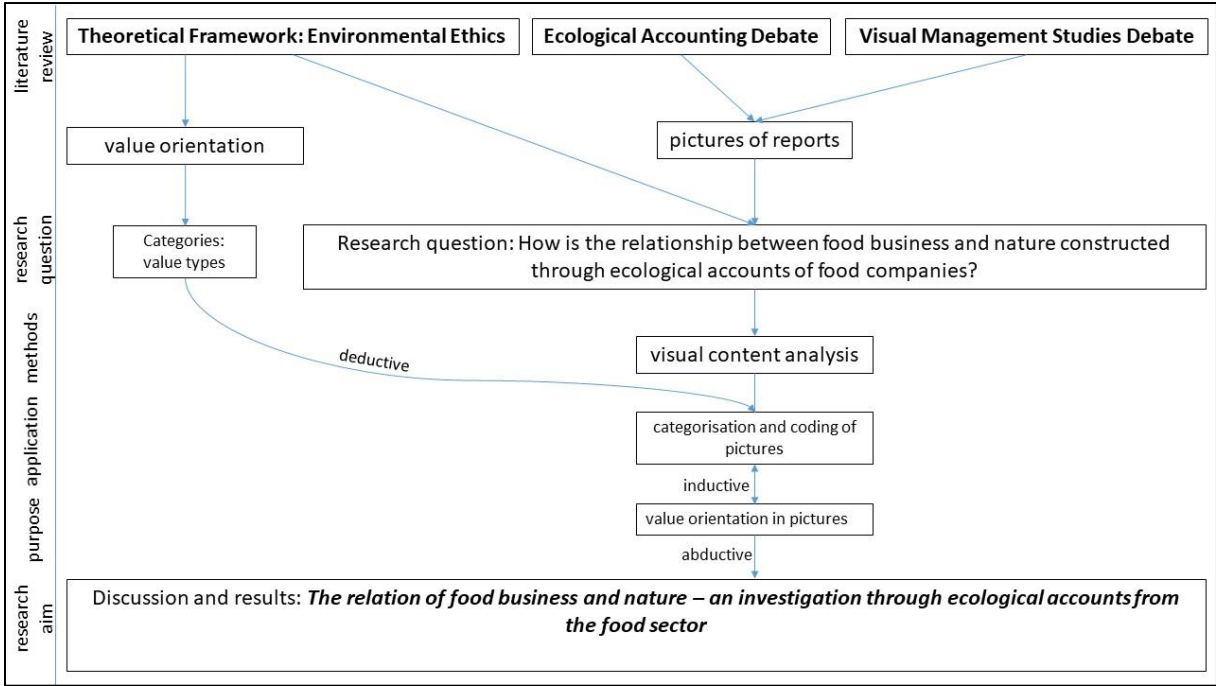 literature
review
Theoretical Framework: Environmental Ethics
Ecological Accounting Debate
Visual Management Studies Debate
value orientation
pictures of reports
research
question
Categories:
value types
Research question: How is the relationship between food business and nature constructed
through ecological accounts of food companies?
methods
deductive
visual content analysis
application
categorisation and coding of
pictures
inductive
purpose
value orientation in pictures
abductive
research
aim
Discussion and results: The relation of food business and nature – an investigation through ecological accounts from
the food sector